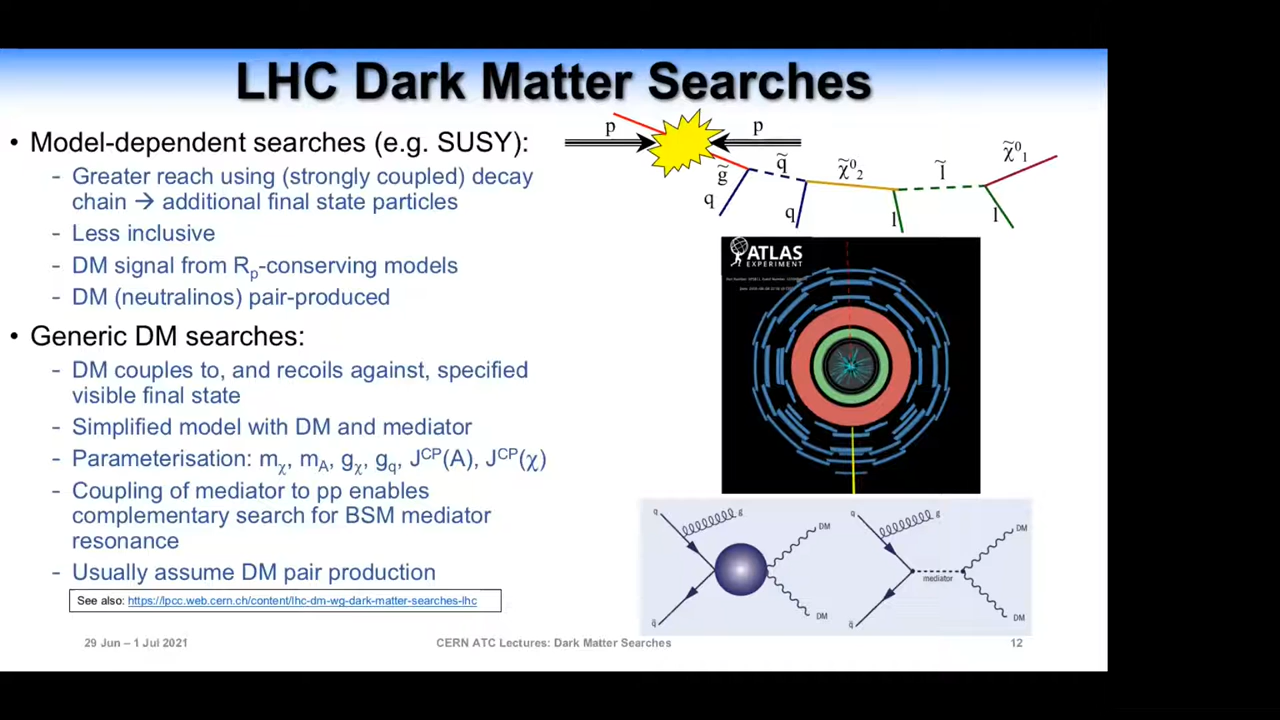 LHC Dark Matter Searches
• Model-dependent searches (e.g. SUSY):
- Greater reach using (strongly coupled) decay
chain → additional final state particles
- Less inclusive
- DM signal from Rp-conserving models
- DM (neutralinos) pair-produced
• Generic DM searches:
- DM couples to, and recoils against, specified
visible final state
- Simplified model with DM and mediator
- Parameterisation: mχ, mA, gχ, gq, JCP(A), JCP(χ)
- Coupling of mediator to pp enables
complementary search for BSM mediator
resonance
- Usually assume DM pair production
See also: https://lpcc.web.cern.ch/content/lhc-dm-wg-dark-matter-searches-lhc
p p
g̃ q̃ χ̃02 l̃ χ̃01
q q l l
ATLAS
EXPERIMENT
q g DM
q̄ DM
q g DM
mediator
q̄ DM
29 Jun – 1 Jul 2021
CERN ATC Lectures: Dark Matter Searches
12